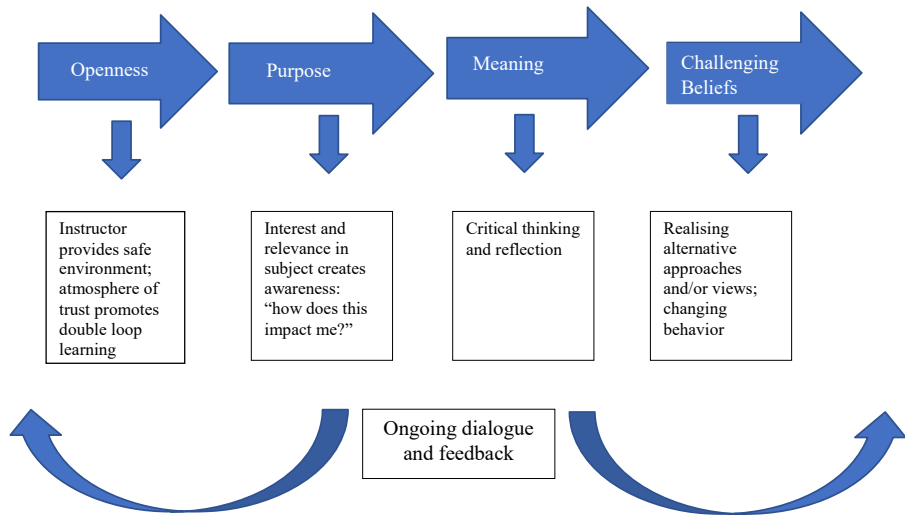 Openness
Purpose
Meaning
Challenging
Beliefs
Instructor
provides safe
environment;
atmosphere of
trust promotes
double loop
learning
Interest and
relevance in
subject creates
awareness:
“how does this
impact me?”
Critical thinking
and reflection
Realising
alternative
approaches
and/or views;
changing
behavior
Ongoing dialogue
and feedback